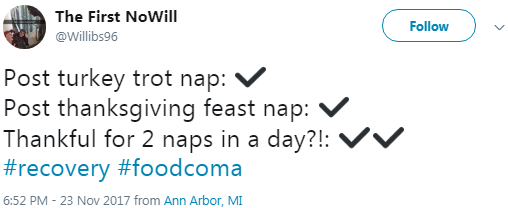 The First NoWill
@Willibs96
Follow
Post turkey trot nap: ✔
Post thanksgiving feast nap: ✔
Thankful for 2 naps in a day?!: ✔✔
#recovery #foodcoma
6:52 PM - 23 Nov 2017 from Ann Arbor, MI